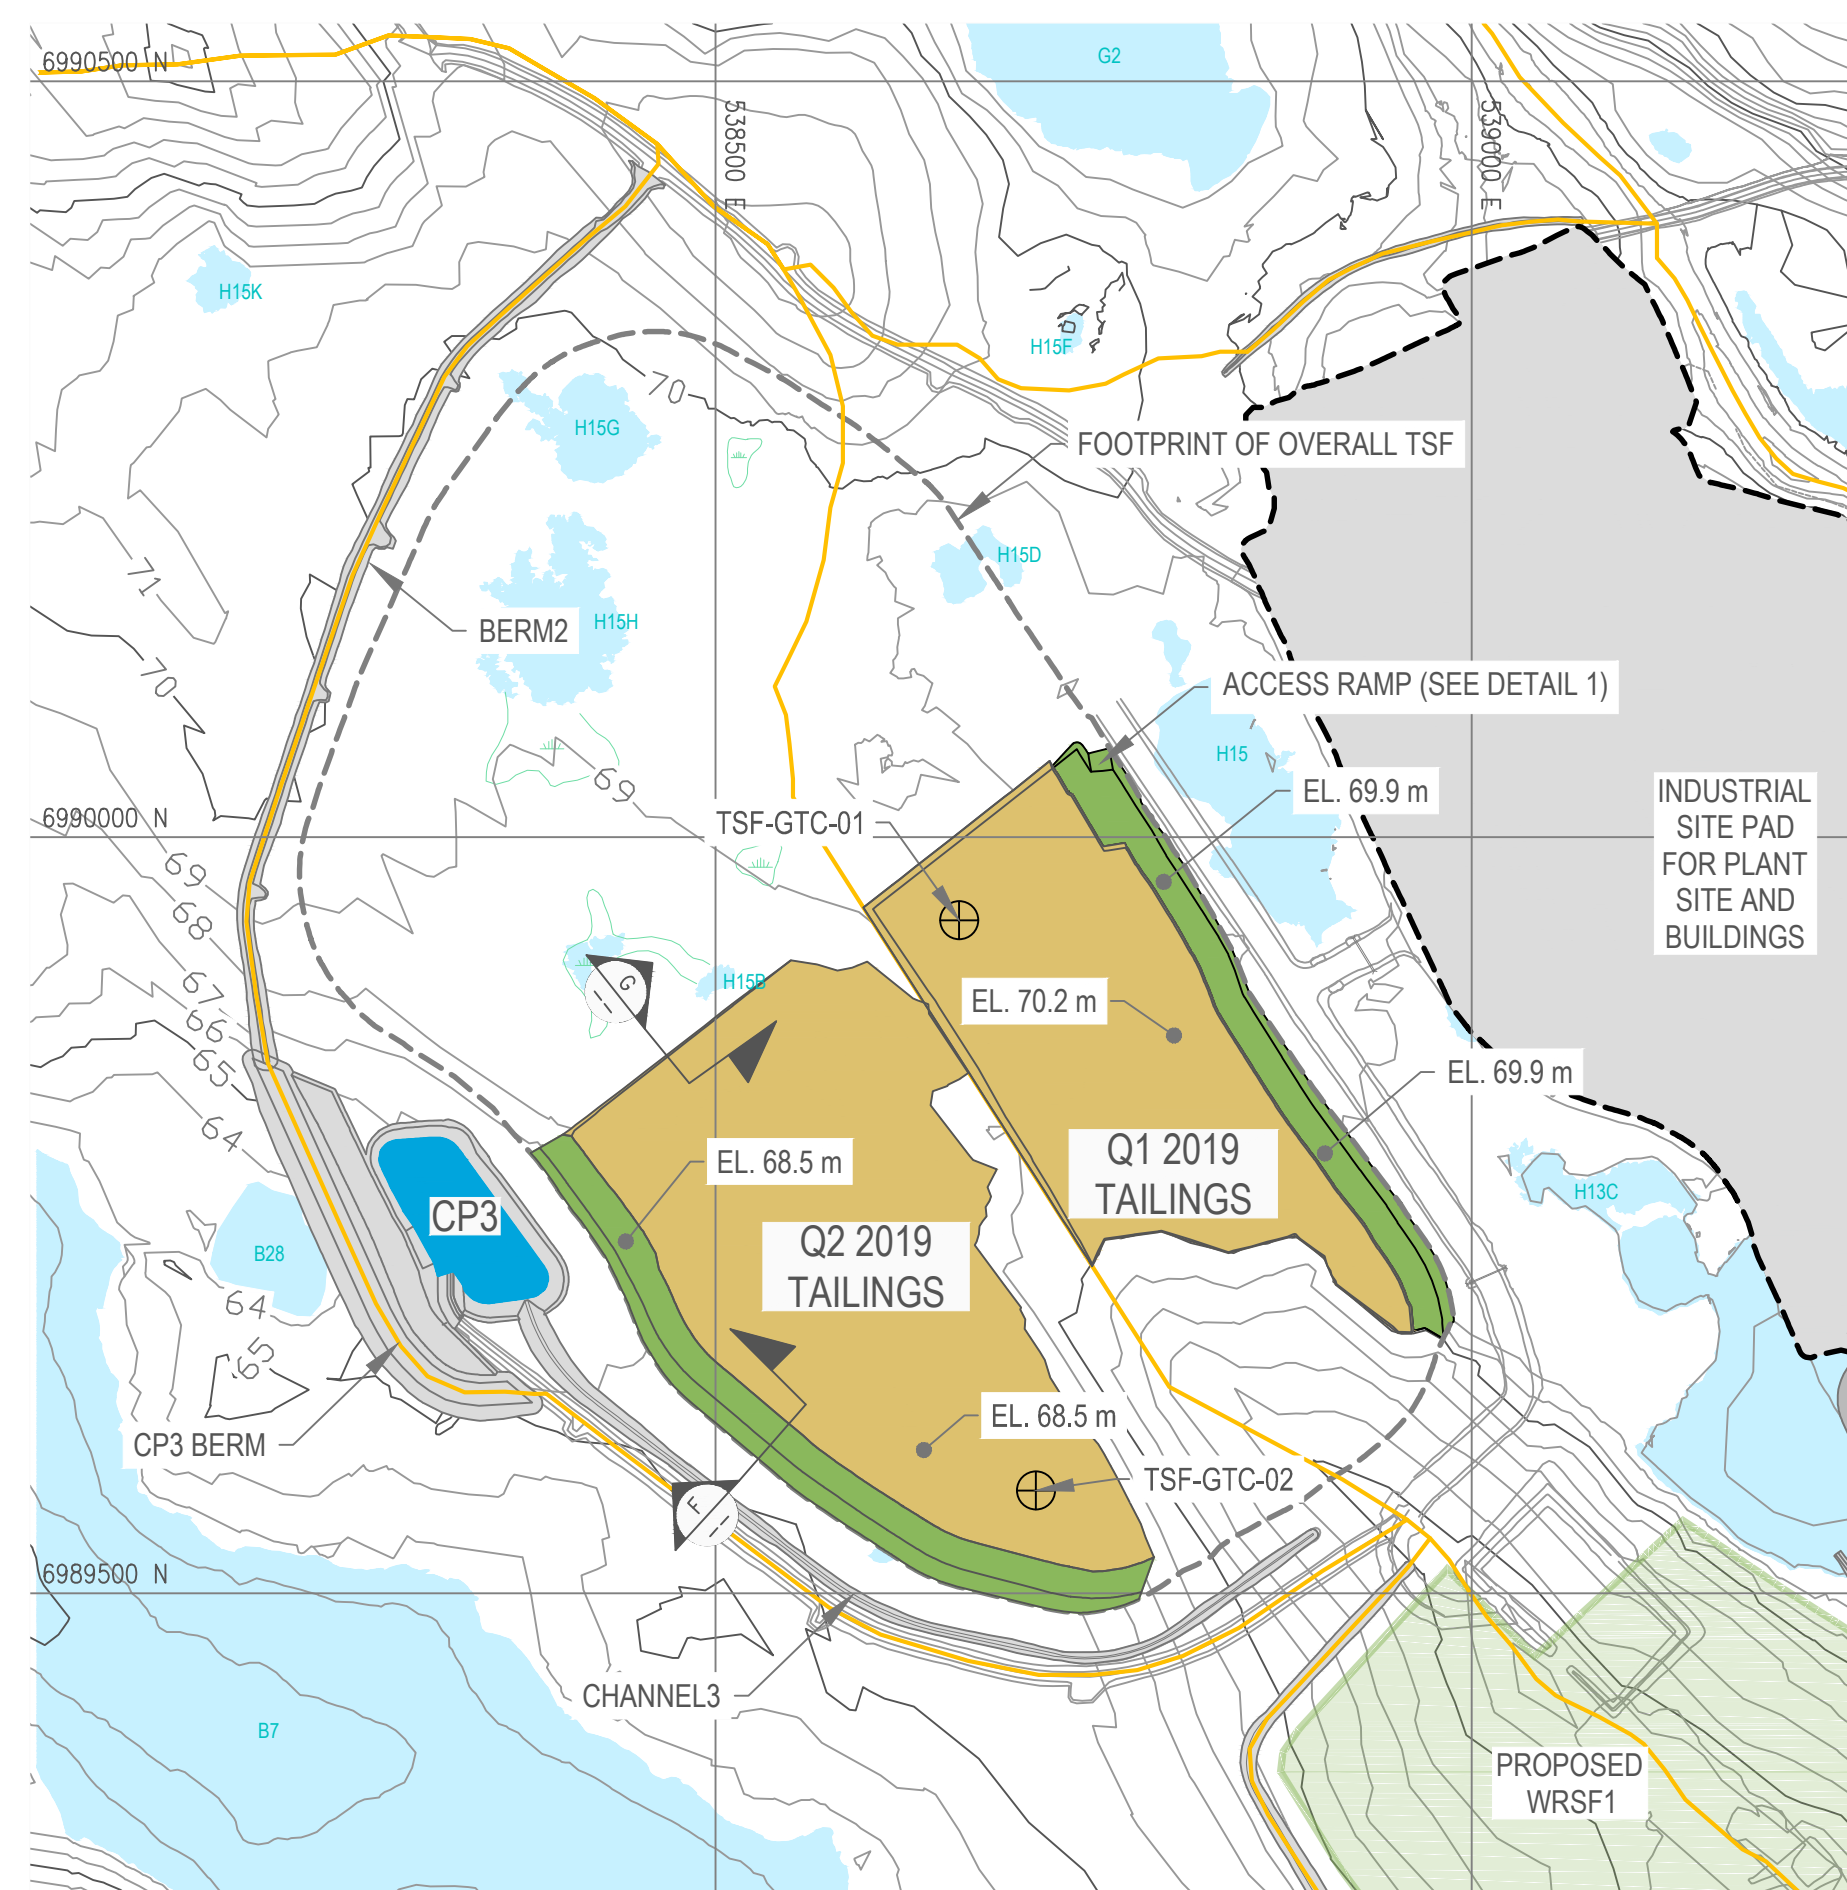 6990500 N
G2
538500 E
539000 E
H15K
H15F
70
H15G
FOOTPRINT OF OVERALL TSF
H15D
71
BERM2
H15H
70
ACCESS RAMP (SEE DETAIL 1)
H15
69
EL. 69.9 m
INDUSTRIAL
SITE PAD
FOR PLANT
SITE AND
BUILDINGS
6990000 N
TSF-GTC-01
69
68
67
66
65
64
G
H15B
EL. 70.2 m
EL. 69.9 m
Q1 2019
TAILINGS
EL. 68.5 m
H13C
CP3
B28
Q2 2019
TAILINGS
64
65
EL. 68.5 m
CP3 BERM
TSF-GTC-02
F
6989500 N
CHANNEL3
B7
PROPOSED
WRSF1